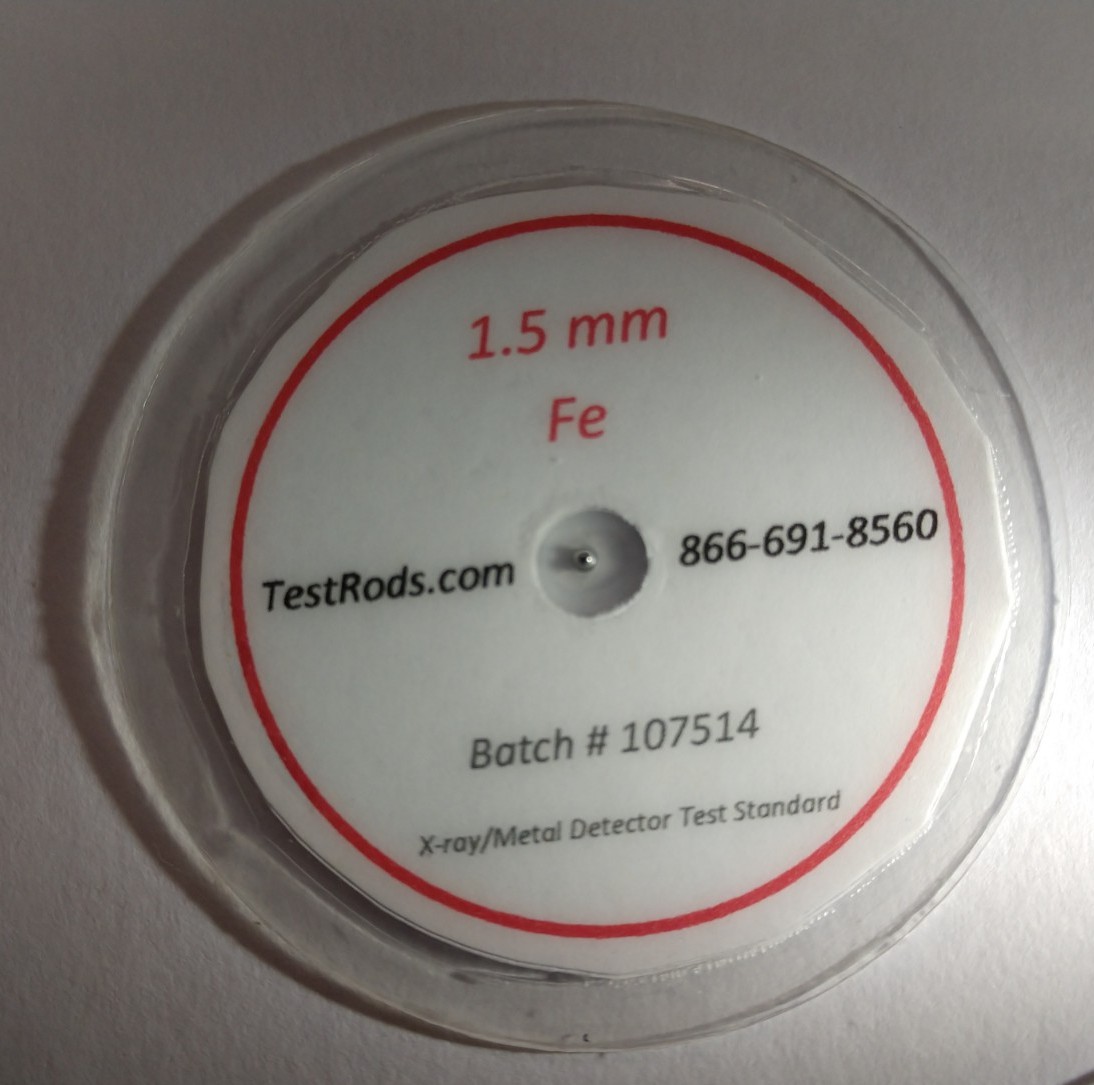 1.5 mm
Fe
TestRods.com 866-691-8560
Batch # 107514
X-ray/Metal Detector Test Standard